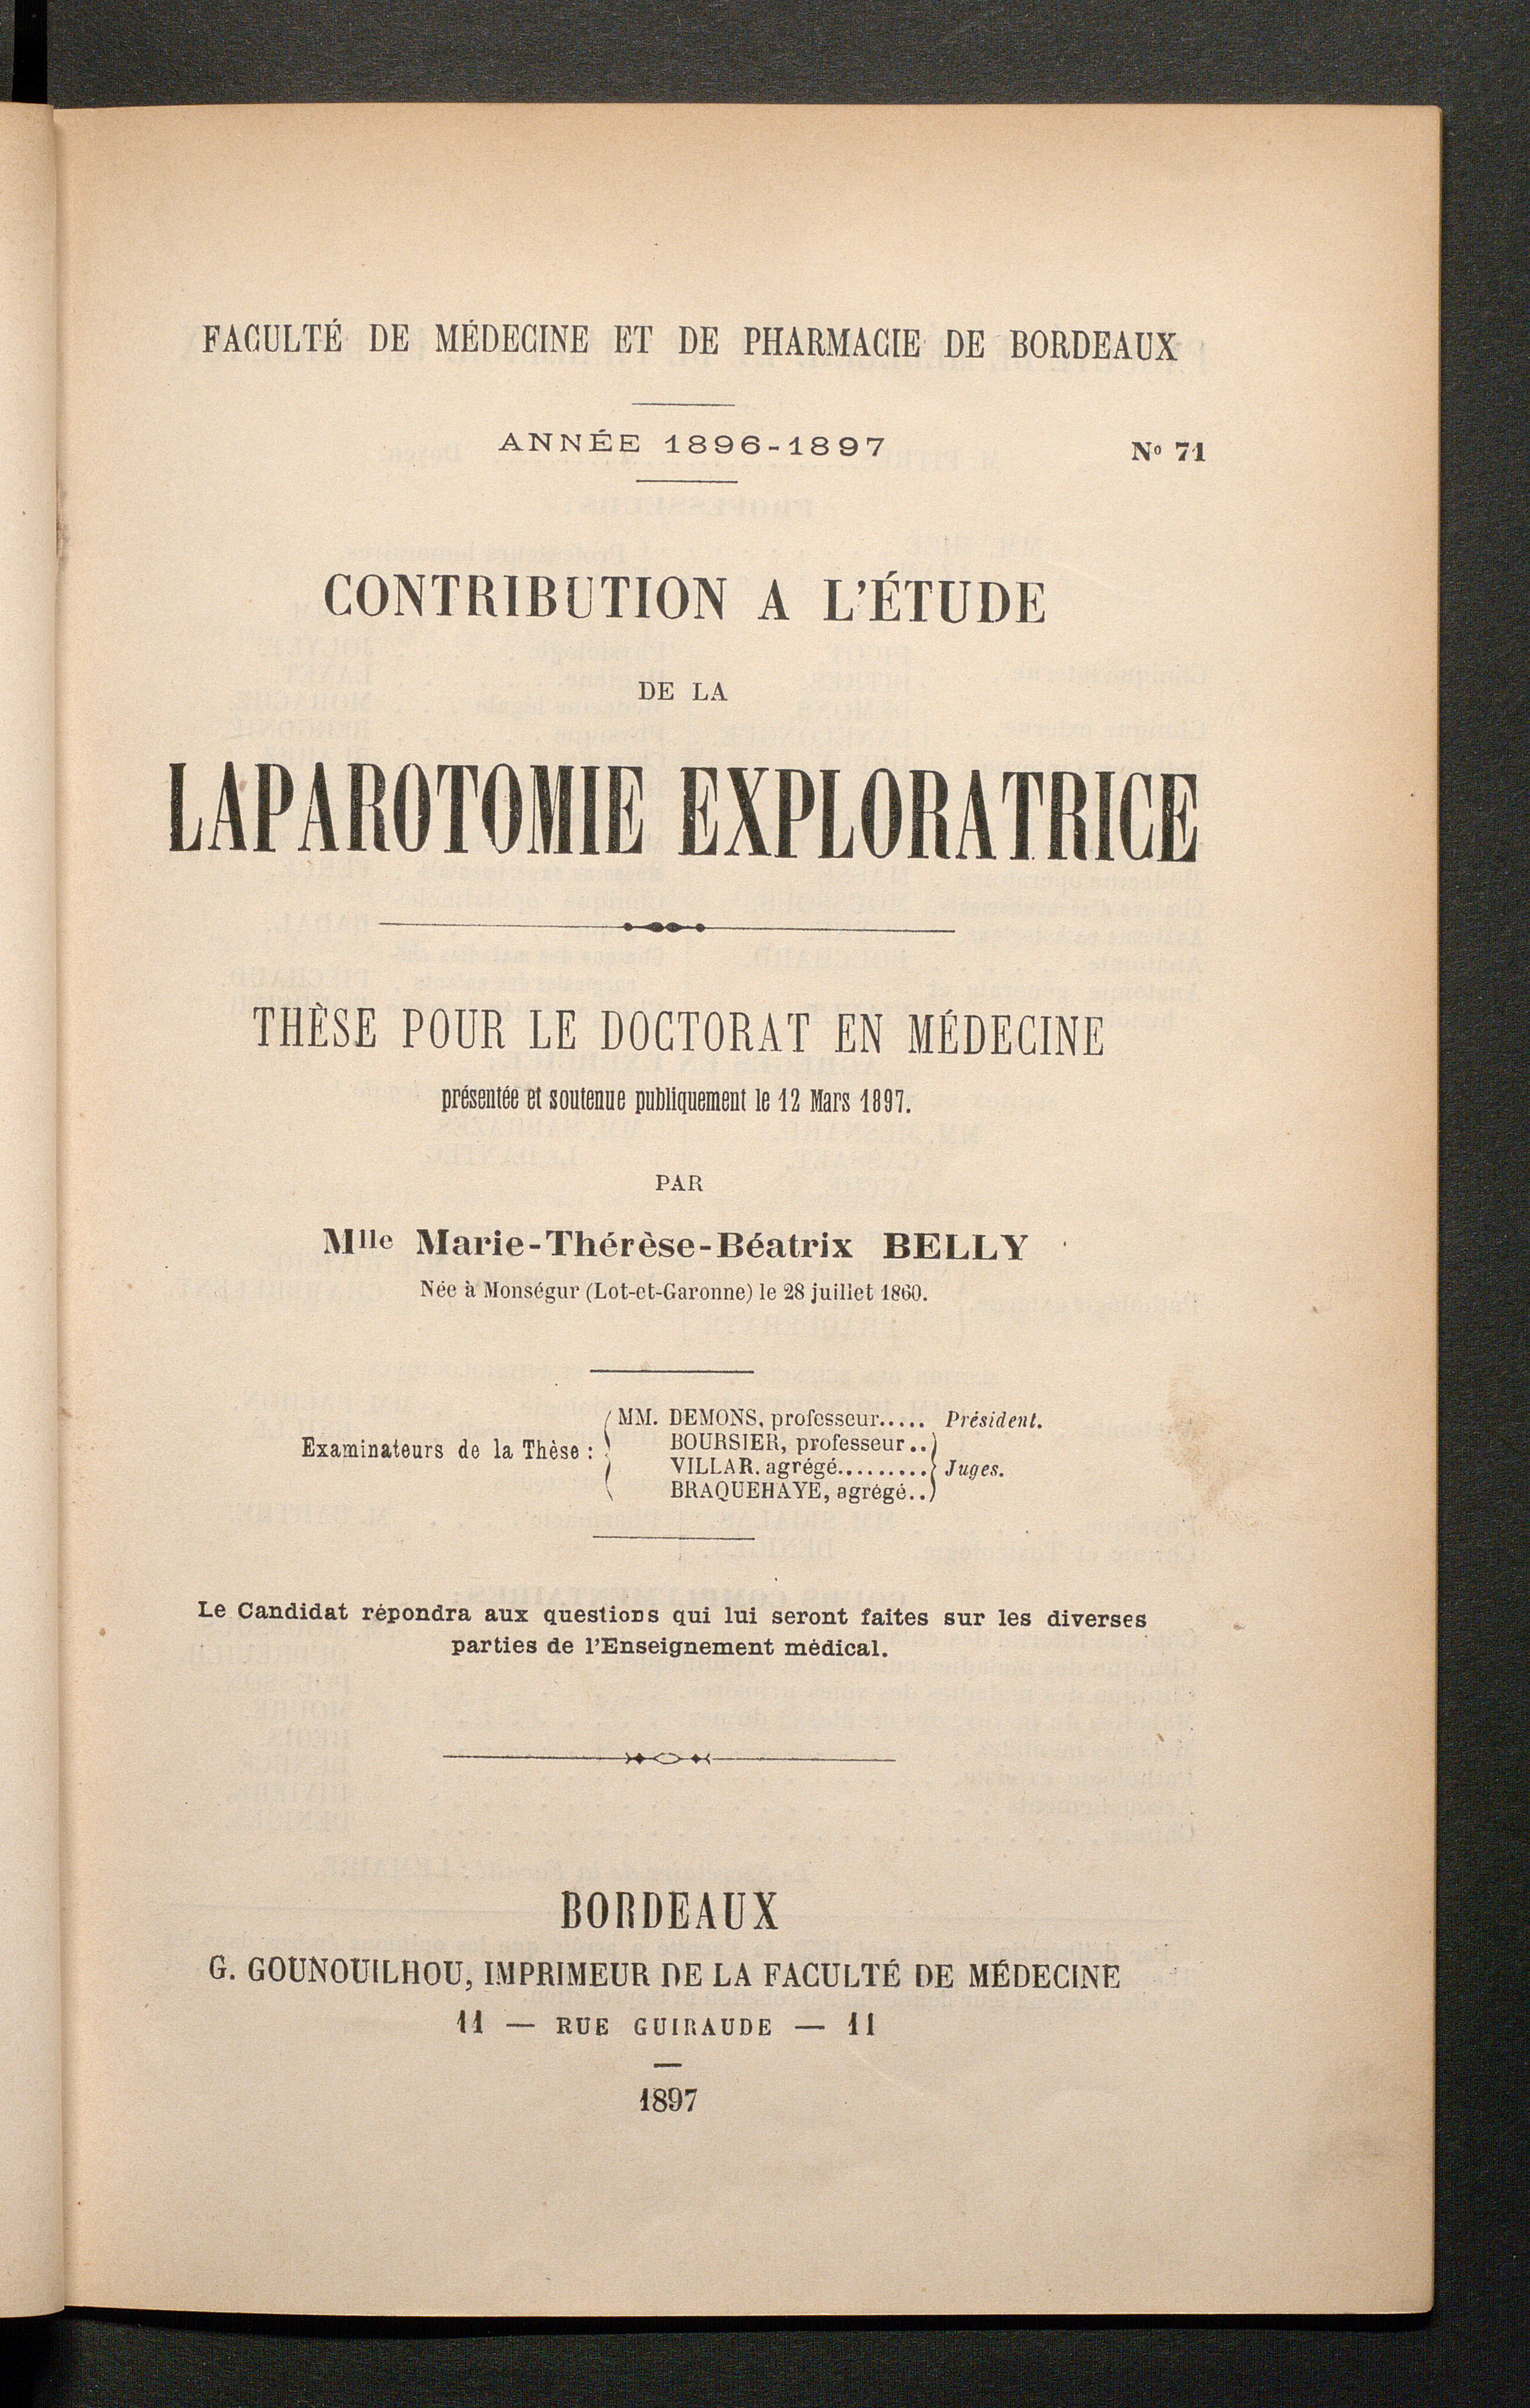 FACULTÉ DE MÉDECINE ET DE PHARMACIE DE BORDEAUX
ANNÉE 1896-1897
No 71
CONTRIBUTION A L'ÉTUDE
DE LA
LAPAROTOMIE EXPLORATRICE
THÈSE POUR LE DOCTORAT EN MÉDECINE
présentée et soutenue publiquement le 12 Mars 1897.
PAR
Mlle Marie-Thérèse-Béatrix BELLY
Née à Monségur (Lot-et-Garonne) le 28 juillet 1860.
Examinateurs de la Thèse :
MM. DEMONS, professeur..... Président.
BOURSIER, professeur..
VILLAR, agrégé......... Juges.
BRAQUEHAYE, agrégé..
Le Candidat répondra aux questions qui lui seront faites sur les diverses
parties de l'Enseignement médical.
BORDEAUX
G. GOUNOUILHOU, IMPRIMEUR DE LA FACULTÉ DE MÉDECINE
11 — RUE GUIRAUDE — 11
1897